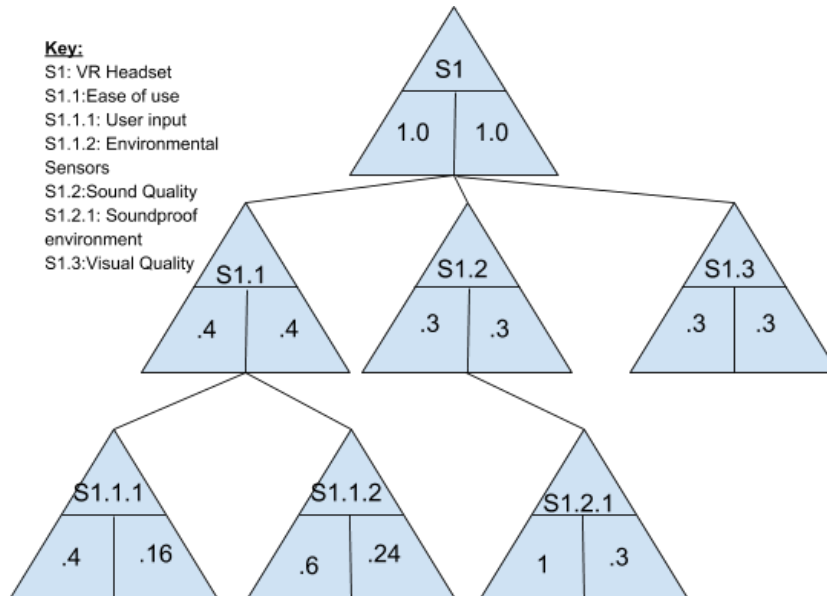 Key:
S1: VR Headset
S1.1:Ease of use
S1.1.1: User input
S1.1.2: Environmental
Sensors
S1.2:Sound Quality
S1.2.1: Soundproof
environment
S1.3:Visual Quality
S1
1.0 1.0
S1.1
.4 .4
S1.2
.3 .3
S1.3
.3 .3
S1.1.1
.4 .16
S1.1.2
.6 .24
S1.2.1
1 .3